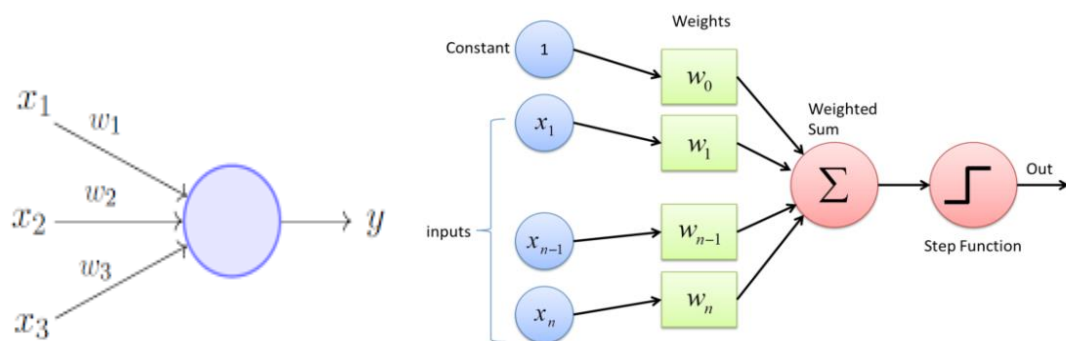 x₁
w₁
x₂
w₂
y
w₃
x₃
Weights
Constant
1
w₀
x₁
w₁
Weighted
Sum
Σ
Out
inputs
xₙ₋₁
wₙ₋₁
Step Function
xₙ
wₙ